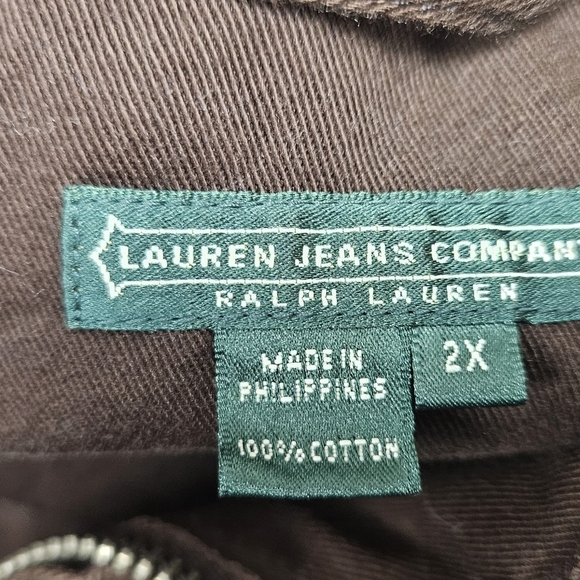 LAUREN JEANS COMPAN
RALPH LAUREN
MADE IN
PHILIPPINES
2X
100% COTTON